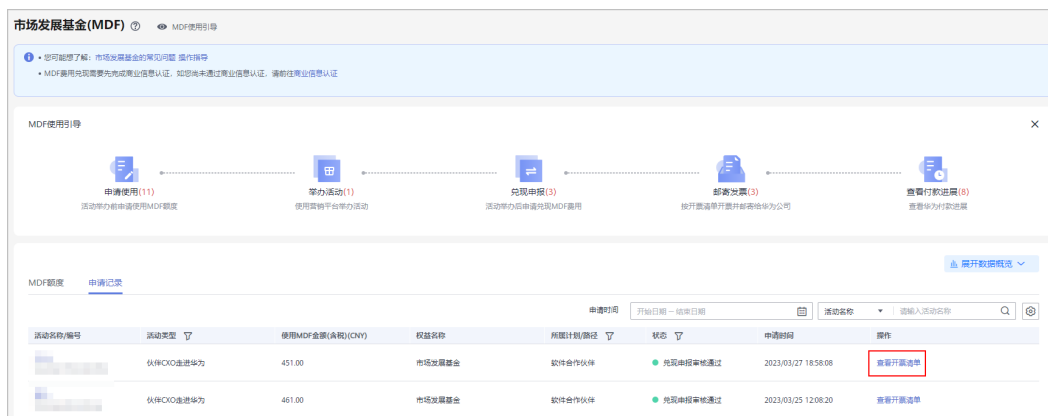 市场发展基金(MDF) ? MDF使用引导
• 您可能想了解：市场发展基金的常见问题 操作指导
• MDF费用兑现需要先完成商业信息认证，如您尚未通过商业信息认证，请前往商业信息认证
MDF使用引导
申请使用(11) 举办活动(1) 兑现申报(3) 邮寄发票(3) 查看付款进展(8)
活动举办前申请使用MDF额度 使用营销平台举办活动 活动举办后申请兑现MDF费用 按开票清单开票并邮寄给华为公司 查看华为付款进展
展开数据概览
MDF额度 申请记录
申请时间 开始日期 – 结束日期 活动名称 请输入活动名称
活动名称/编号 活动类型 使用MDF金额(含税)(CNY) 权益名称 所属计划/路径 状态 申请时间 操作
伙伴CXO走进华为 451.00 市场发展基金 软件合作伙伴 兑现申报审核通过 2023/03/27 18:58:08 查看开票清单
伙伴CXO走进华为 461.00 市场发展基金 软件合作伙伴 兑现申报审核通过 2023/03/25 12:08:20 查看开票清单